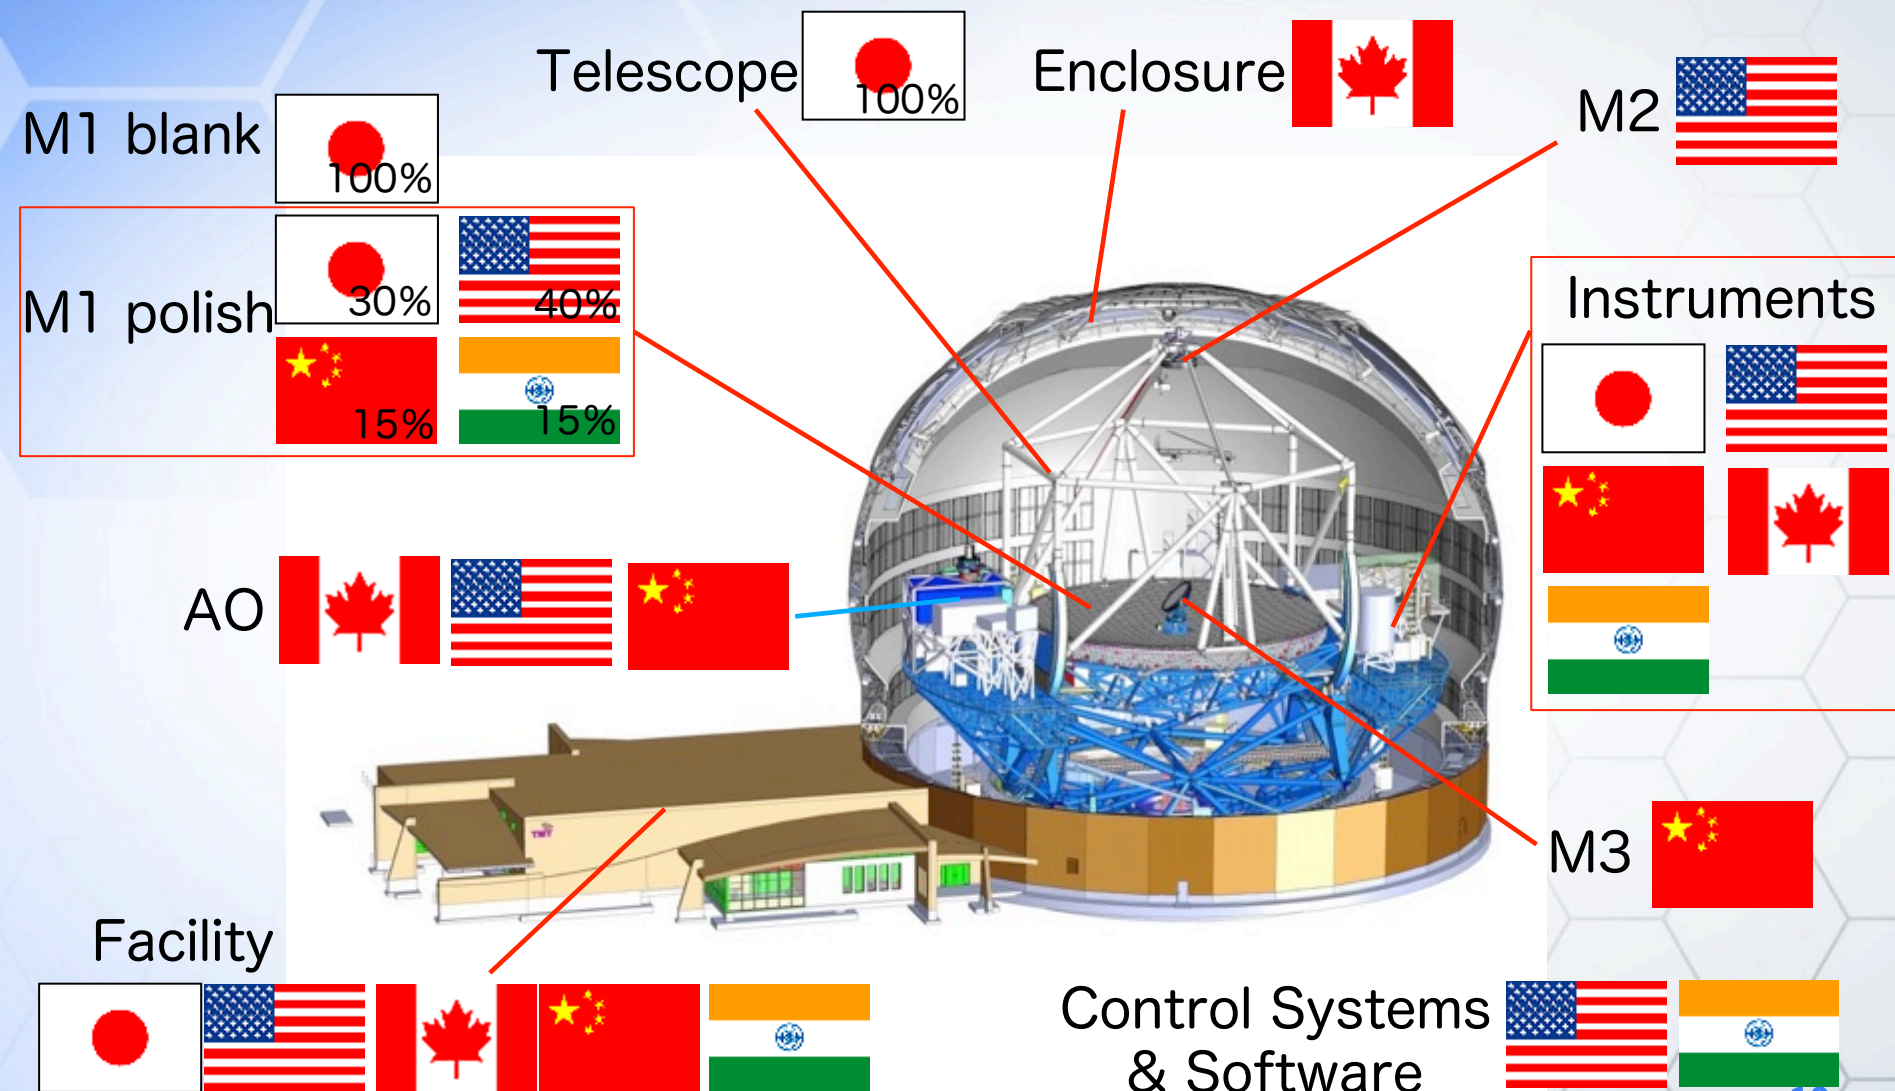 Telescope
100%
Enclosure
M2
M1 blank
100%
M1 polish
30%
40%
15%
15%
Instruments
AO
TMT
M3
Facility
Control Systems
& Software